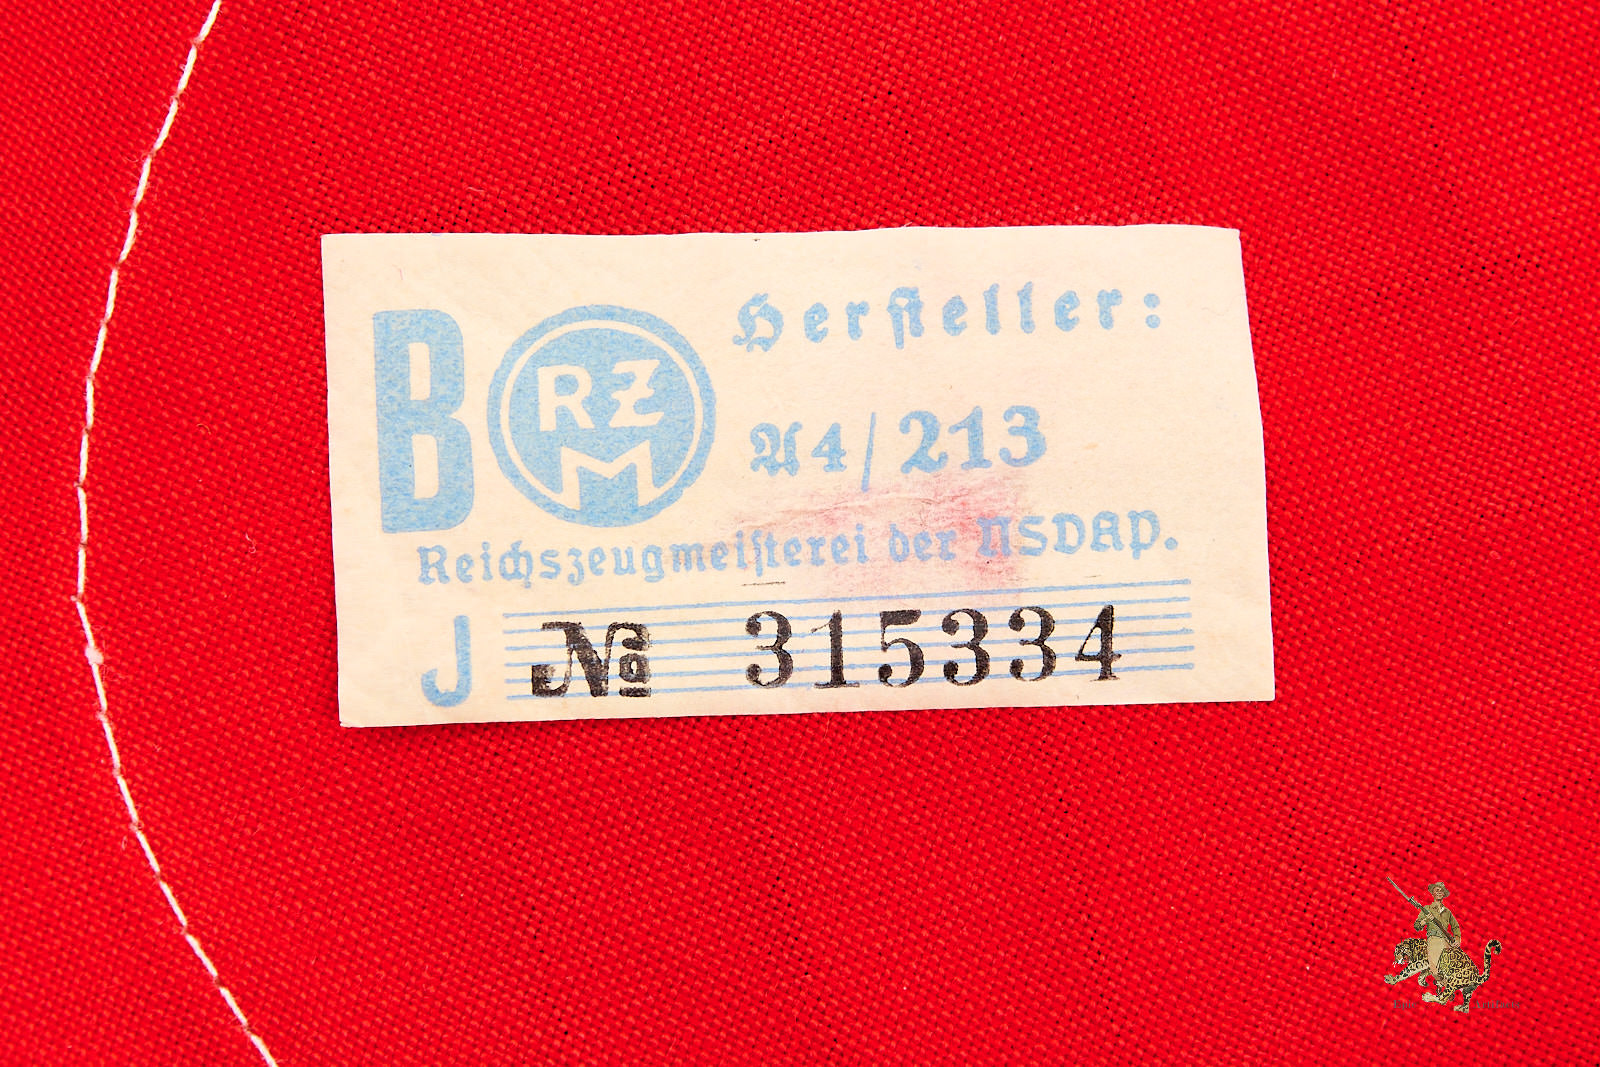 B RZM Hersteller:
A4/213
Reichszeugmeisterei der NSDAP.
J № 315334